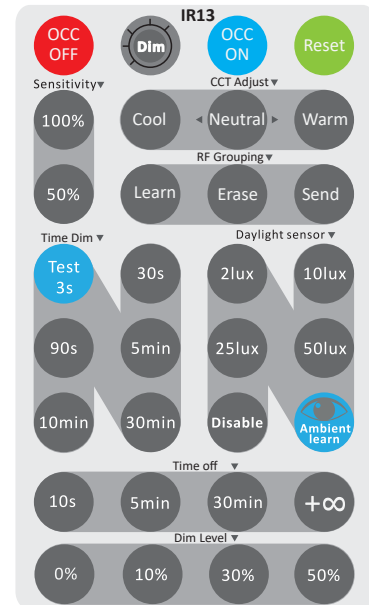 IR13
OCC
OFF
Dim
OCC
ON
Reset
Sensitivity▾
CCT Adjust▾
100%
Cool
Neutral
Warm
RF Grouping▾
50%
Learn
Erase
Send
Time Dim ▾
Daylight sensor ▾
Test
3s
30s
2lux
10lux
90s
5min
25lux
50lux
10min
30min
Disable
Ambient
learn
Time off ▾
10s
5min
30min
+∞
Dim Level ▾
0%
10%
30%
50%